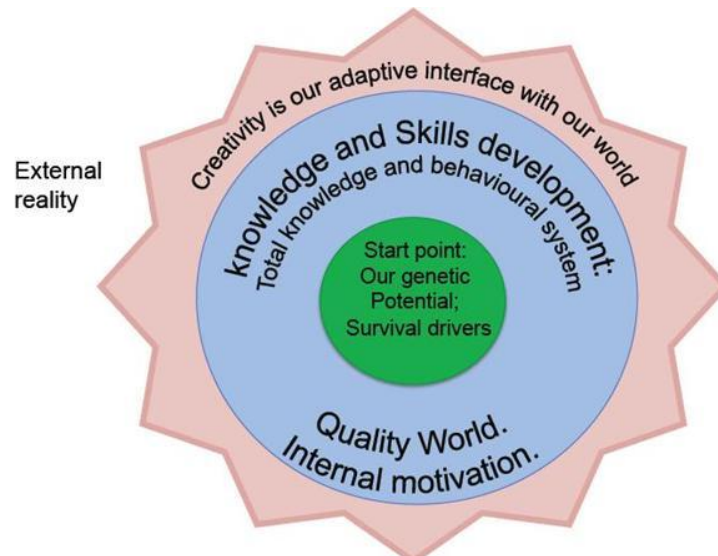 Creativity is our adaptive interface with our world
External
reality
knowledge and Skills development:
Total knowledge and behavioural system
Start point:
Our genetic
Potential;
Survival drivers
Quality World.
Internal motivation.